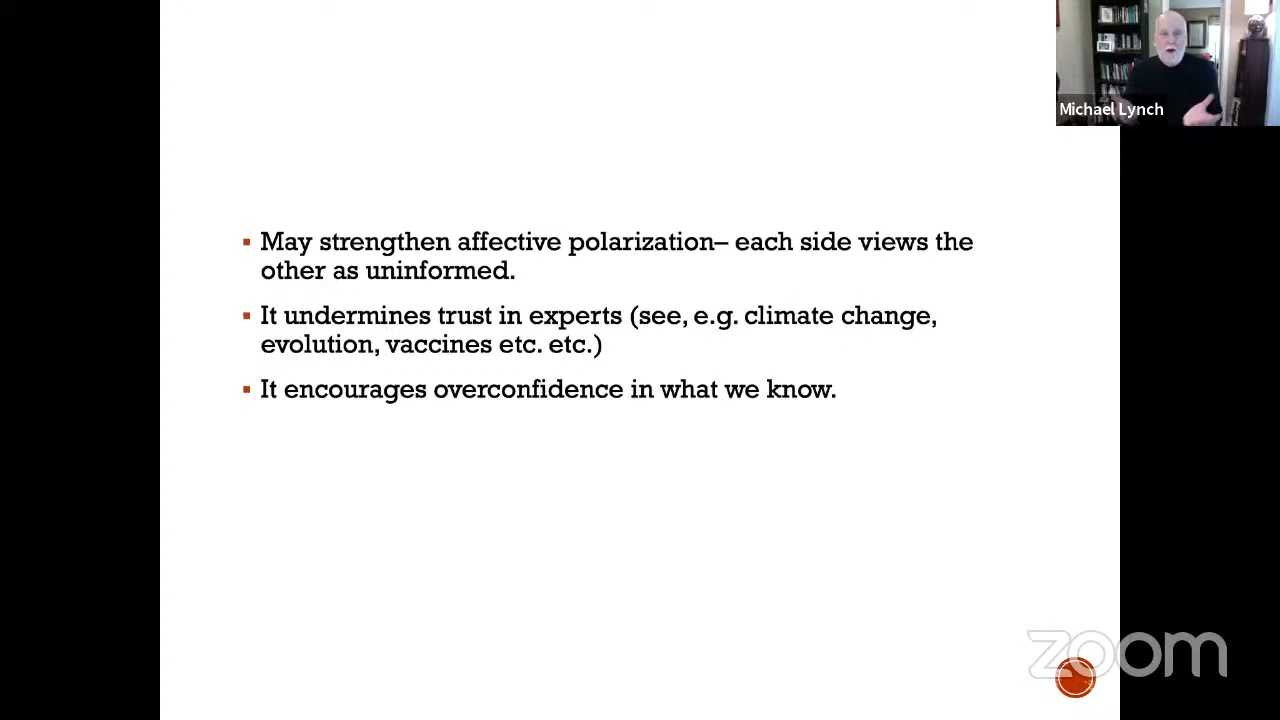 Michael Lynch
▪ May strengthen affective polarization– each side views the
other as uninformed.
▪ It undermines trust in experts (see, e.g. climate change,
evolution, vaccines etc. etc.)
▪ It encourages overconfidence in what we know.
zoom